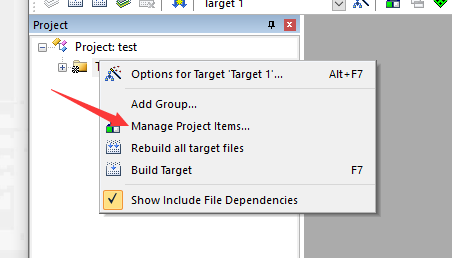 Target 1
Project
Project: test
Options for Target 'Target 1'... Alt+F7
Add Group...
Manage Project Items...
Rebuild all target files
Build Target F7
Show Include File Dependencies